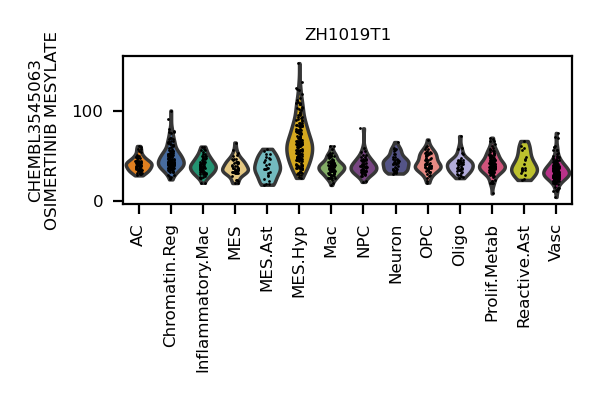 ZH1019T1
CHEMBL3545063
OSIMERTINIB MESYLATE
100
0
AC
Chromatin.Reg
Inflammatory.Mac
MES
MES.Ast
MES.Hyp
Mac
NPC
Neuron
OPC
Oligo
Prolif.Metab
Reactive.Ast
Vasc